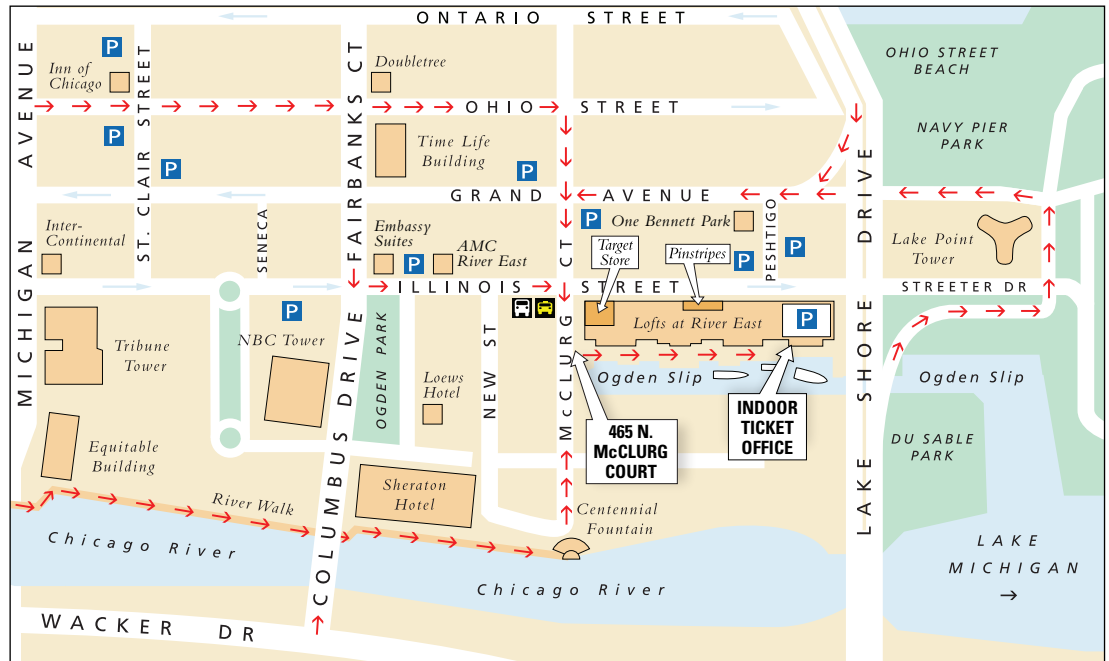 ONTARIO STREET
P
Inn of
Chicago
Doubletree
OHIO STREET
BEACH
MICHIGAN AVENUE
ST. CLAIR STREET
FAIRBANKS CT
OHIO STREET
P
P
Time Life
Building
P
NAVY PIER
PARK
GRAND AVENUE
Inter-
Continental
SENECA
Embassy
Suites
P
AMC
River East
P
One Bennett Park
Target
Store
Pinstripes
P
PESHTIGO
P
LAKE SHORE DRIVE
Lake Point
Tower
ILLINOIS STREET
STREETER DR
Tribune
Tower
P
NBC Tower
COLUMBUS DRIVE
OGDEN PARK
Loews
Hotel
NEW ST
McCLURG CT
Lofts at River East
P
Ogden Slip
Ogden Slip
465 N.
McCLURG
COURT
INDOOR
TICKET
OFFICE
DU SABLE
PARK
Equitable
Building
Sheraton
Hotel
River Walk
Centennial
Fountain
Chicago River
Chicago River
LAKE
MICHIGAN
WACKER DR